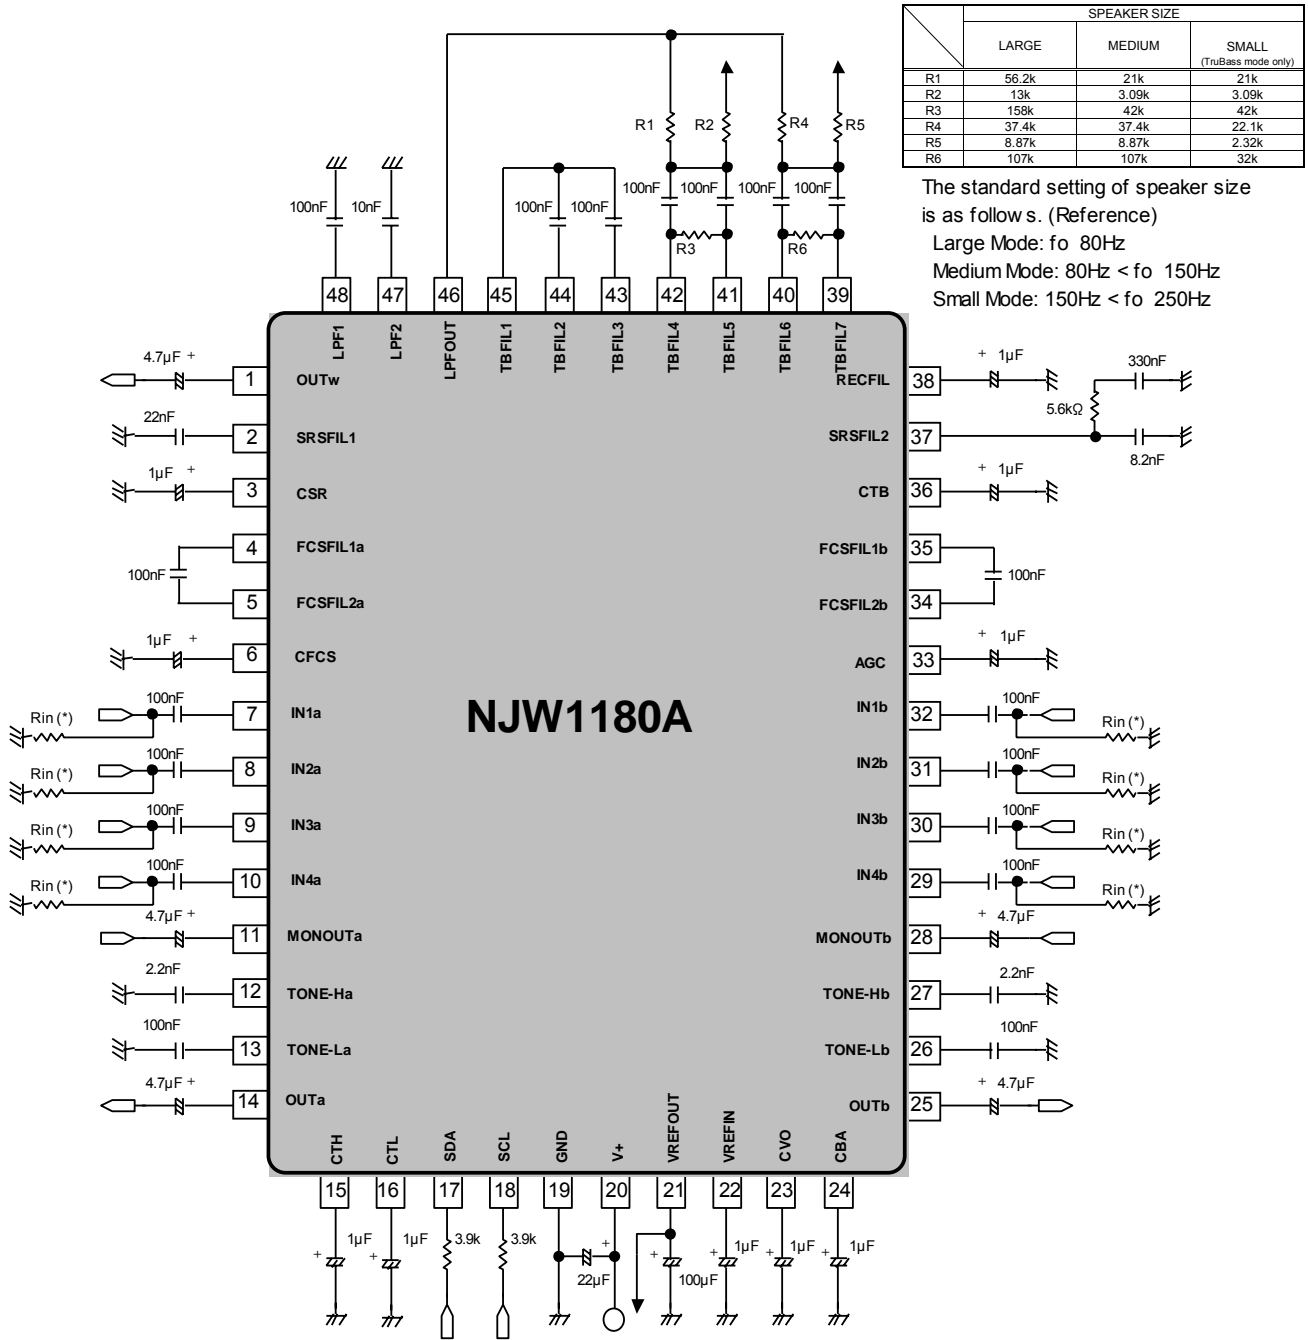 SPEAKER SIZE
LARGE MEDIUM SMALL
(TruBass mode only)
R1 56.2k 21k 21k
R2 13k 3.09k 3.09k
R3 158k 42k 42k
R4 37.4k 37.4k 22.1k
R5 8.87k 8.87k 2.32k
R6 107k 107k 32k
The standard setting of speaker size
is as follows. (Reference)
Large Mode: fo 80Hz
Medium Mode: 80Hz < fo 150Hz
Small Mode: 150Hz < fo 250Hz
R1 R2 R4 R5
100nF 100nF 100nF 100nF
100nF 10nF 100nF 100nF
R3 R6
48 47 46 45 44 43 42 41 40 39
LPF1 LPF2 LPFOUT TBFIL1 TBFIL2 TBFIL3 TBFIL4 TBFIL5 TBFIL6 TBFIL7
4.7µF + 1 OUTw
RECFIL 38 + 1µF
330nF
5.6kΩ
22nF 2 SRSFIL1
SRSFIL2 37
8.2nF
1µF + 3 CSR
CTB 36 + 1µF
4 FCSFIL1a
FCSFIL1b 35
100nF
100nF
5 FCSFIL2a
FCSFIL2b 34
1µF + 6 CFCS
AGC 33 + 1µF
Rin (*) 100nF 7 IN1a
IN1b 32 100nF Rin (*)
Rin (*) 100nF 8 IN2a
IN2b 31 100nF Rin (*)
Rin (*) 100nF 9 IN3a
IN3b 30 100nF Rin (*)
Rin (*) 100nF 10 IN4a
IN4b 29 100nF Rin (*)
NJW1180A
4.7µF + 11 MONOUTa
MONOUTb 28 + 4.7µF
2.2nF 12 TONE-Ha
TONE-Hb 27 2.2nF
100nF 13 TONE-La
TONE-Lb 26 100nF
4.7µF + 14 OUTa
OUTb 25 + 4.7µF
CTH CTL SDA SCL GND V+ VREFOUT VREFIN CVO CBA
15 16 17 18 19 20 21 22 23 24
+ 1µF + 1µF 3.9k 3.9k + 22µF + 100µF + 1µF + 1µF + 1µF